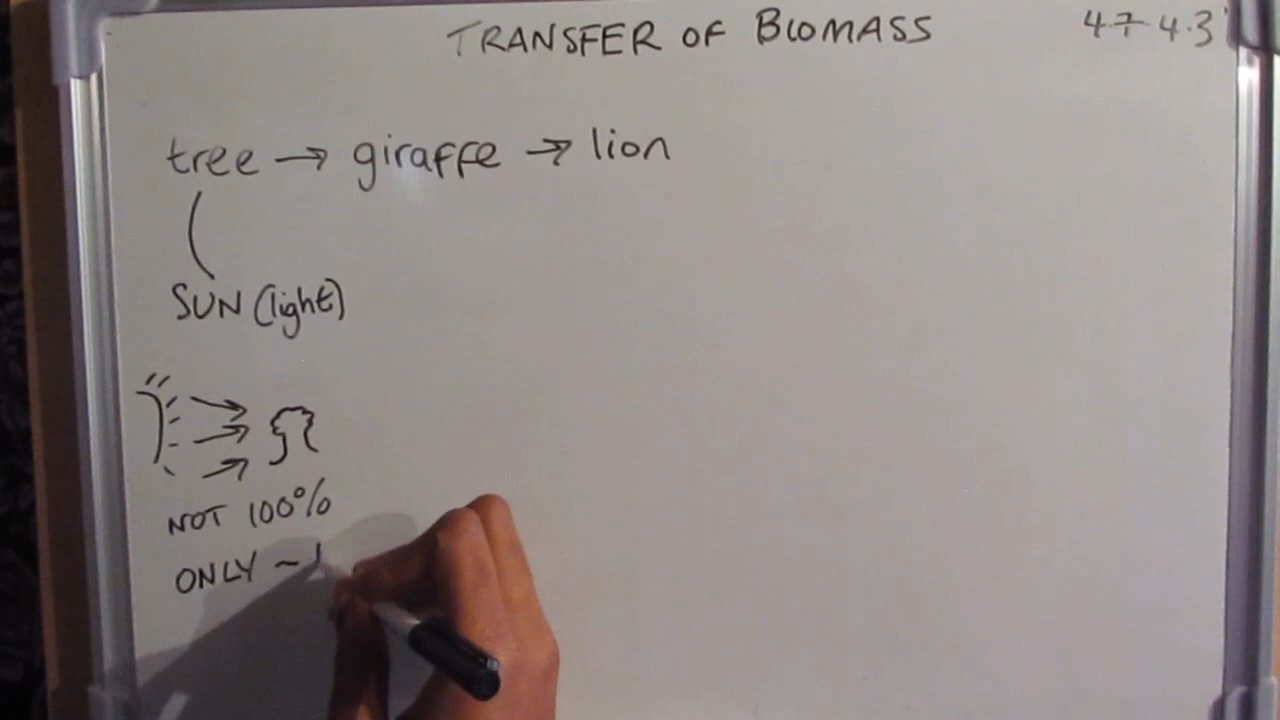 TRANSFER OF BIOMASS 4.7 4.3
tree → giraffe → lion
SUN (light)
NOT 100%
ONLY ~